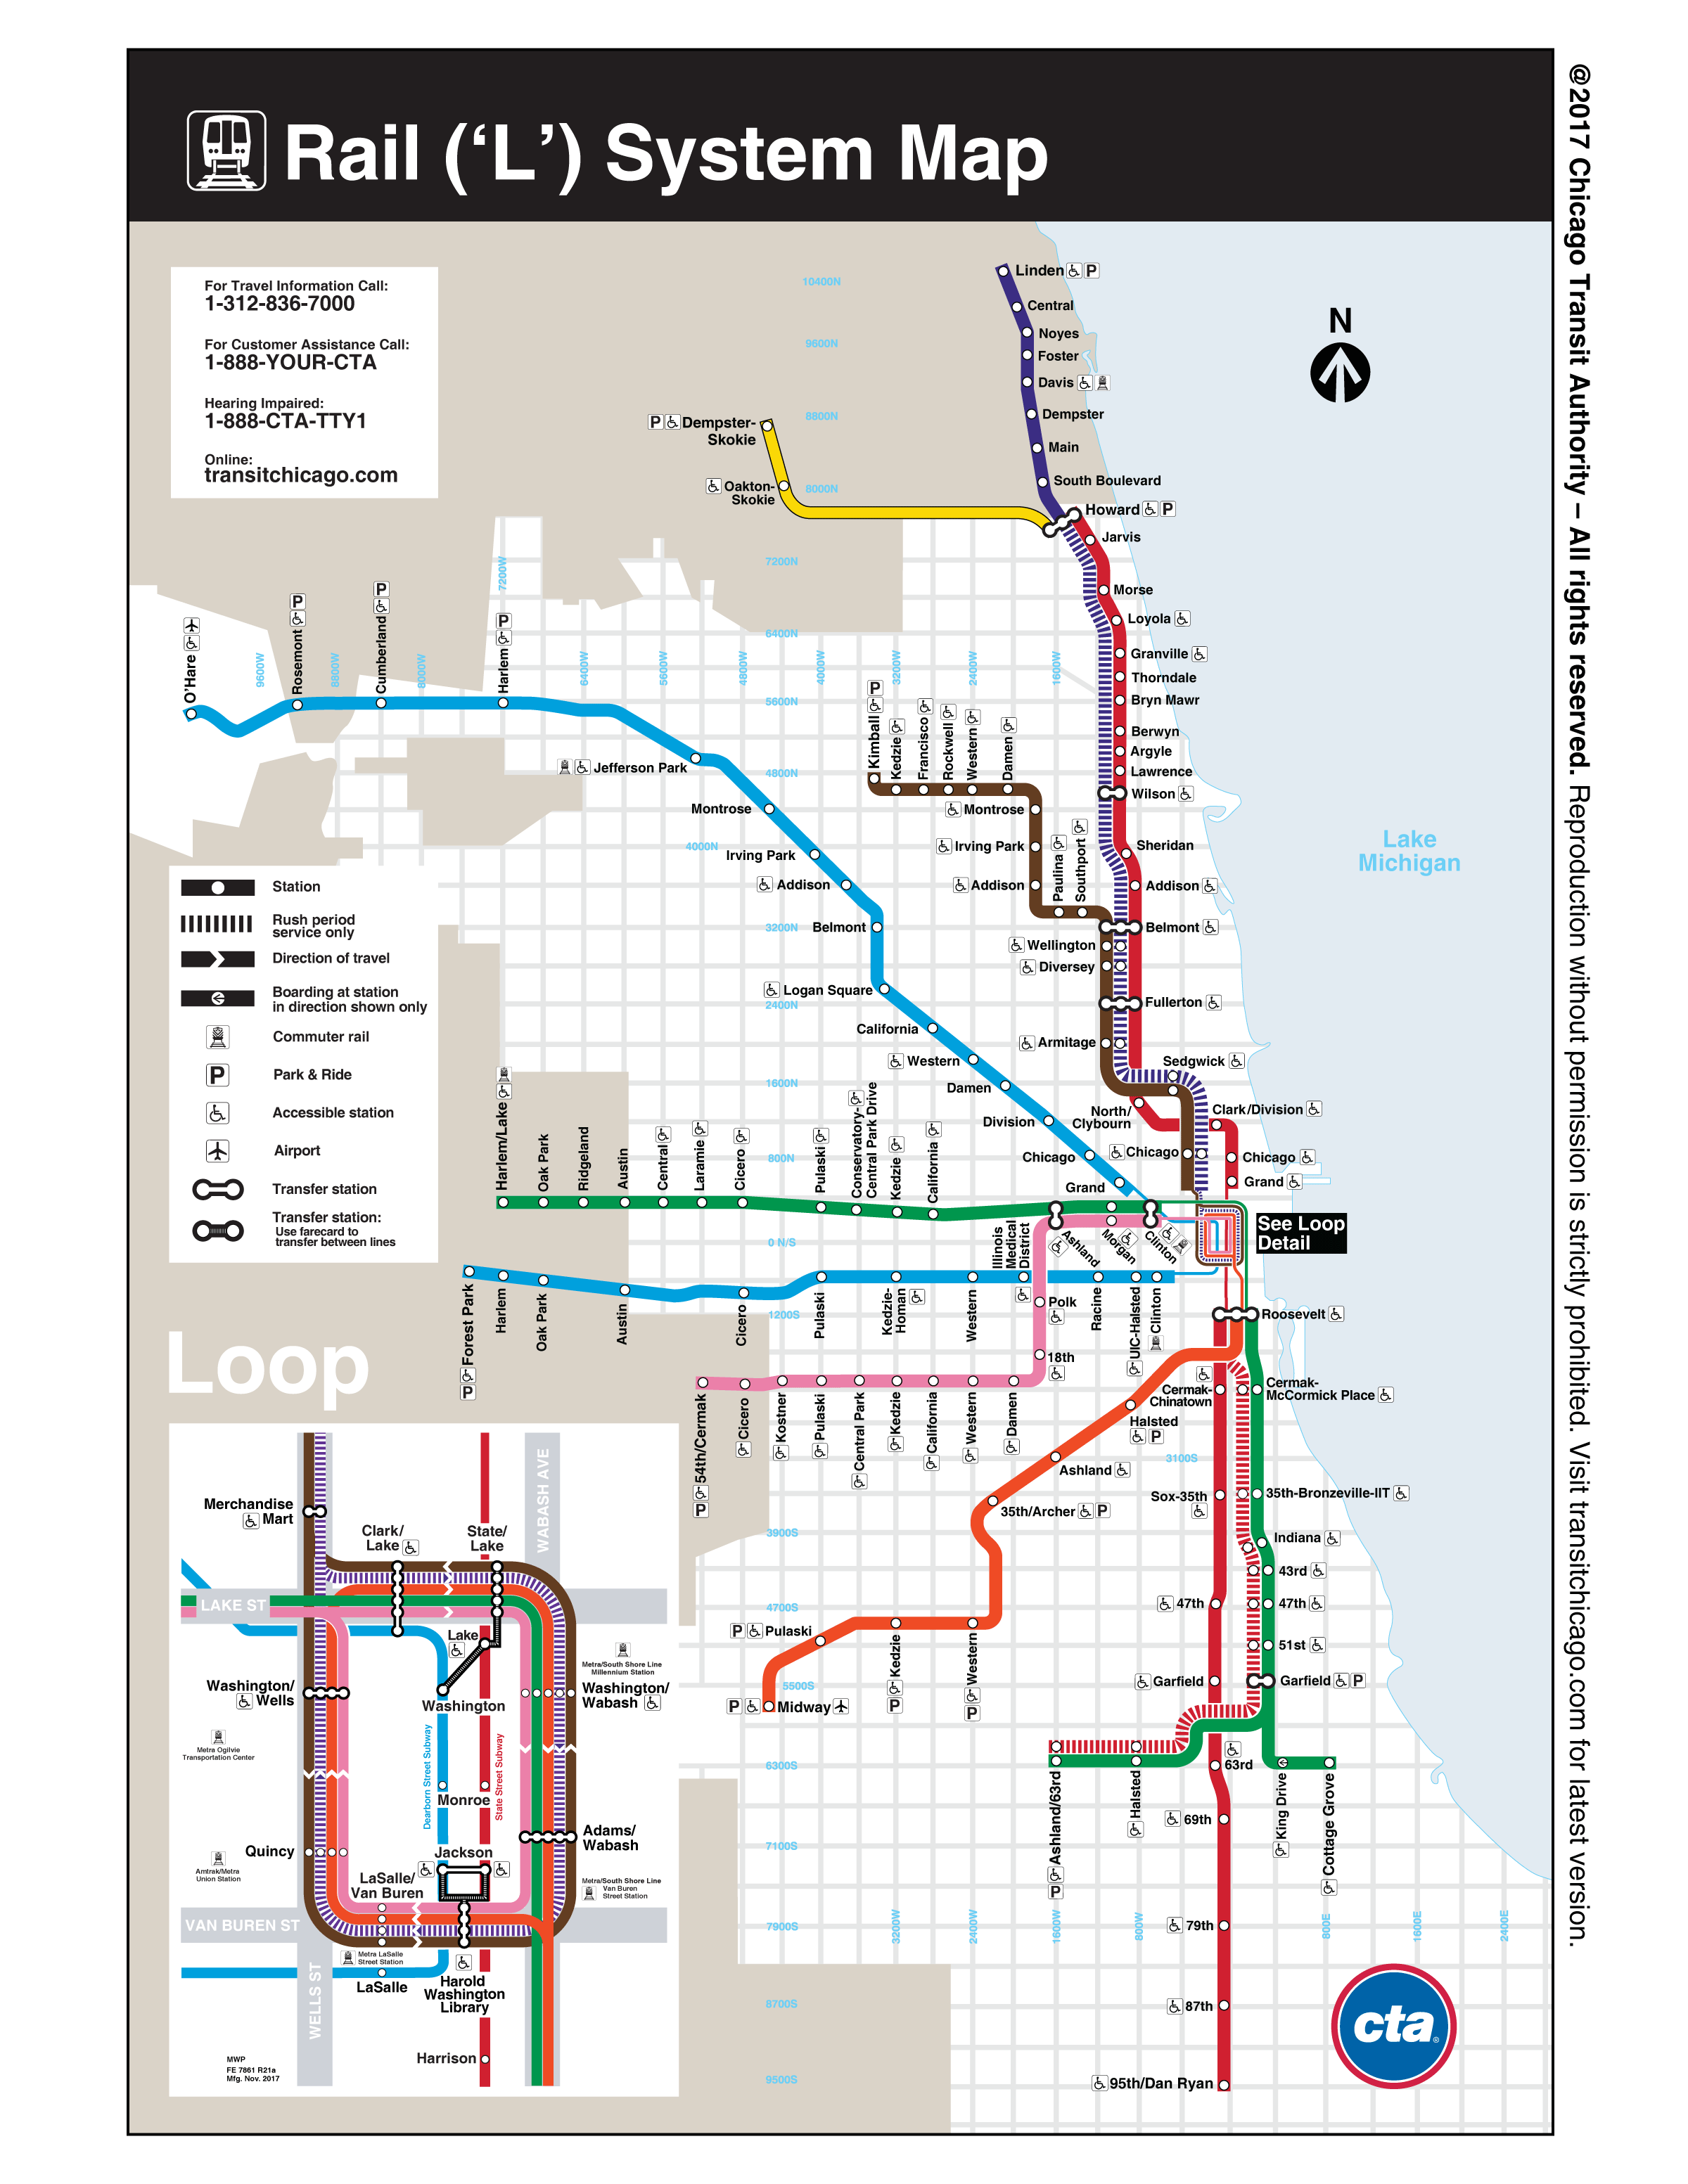 Rail (‘L’) System Map
@2017 Chicago Transit Authority – All rights reserved. Reproduction without permission is strictly prohibited. Visit transitchicago.com for latest version.
For Travel Information Call:
1-312-836-7000
For Customer Assistance Call:
1-888-YOUR-CTA
Hearing Impaired:
1-888-CTA-TTY1
Online:
transitchicago.com
N
Lake
Michigan
10400N
9600N
8800N
8000N
7200N
6400N
5600N
4800N
4000N
3200N
2400N
1600N
800N
0 N/S
1200S
3100S
3900S
4700S
5500S
6300S
7100S
7900S
8700S
9500S
9600W
8800W
8000W
7200W
6400W
5600W
4800W
4000W
3200W
2400W
1600W
3200W
2400W
1600W
800W
800E
1600E
2400E
Linden
P
Central
Noyes
Foster
Davis
Dempster
Main
South Boulevard
Howard
P
P
Dempster-
Skokie
Oakton-
Skokie
Jarvis
Morse
Loyola
Granville
Thorndale
Bryn Mawr
Berwyn
Argyle
Lawrence
Wilson
Sheridan
Addison
Belmont
Wellington
Diversey
Fullerton
Armitage
Sedgwick
North/
Clybourn
Clark/Division
Chicago
Chicago
Grand
O’Hare
Rosemont
P
Cumberland
P
Harlem
P
Jefferson Park
Montrose
Irving Park
Addison
Belmont
Logan Square
California
Western
Damen
Division
Chicago
Grand
Kimball
P
Kedzie
Francisco
Rockwell
Western
Damen
Montrose
Irving Park
Addison
Paulina
Southport
Harlem/Lake
Oak Park
Ridgeland
Austin
Central
Laramie
Cicero
Pulaski
Conservatory-
Central Park Drive
Kedzie
California
Ashland
Morgan
Clinton
See Loop
Detail
Forest Park
P
Harlem
Oak Park
Austin
Cicero
Pulaski
Kedzie-
Homan
Western
Illinois
Medical
District
Racine
UIC-Halsted
Clinton
Polk
18th
54th/Cermak
P
Cicero
Kostner
Pulaski
Central Park
Kedzie
California
Western
Damen
Roosevelt
Cermak-
Chinatown
Cermak-
McCormick Place
Halsted
P
Ashland
35th/Archer
P
Western
P
Kedzie
P
P
Pulaski
P
Midway
Sox-35th
35th-Bronzeville-IIT
Indiana
43rd
47th
47th
51st
Garfield
Garfield
P
63rd
Ashland/63rd
P
Halsted
King Drive
Cottage Grove
69th
79th
87th
95th/Dan Ryan
cta
®
Station
Rush period
service only
Direction of travel
Boarding at station
in direction shown only
Commuter rail
P
Park & Ride
Accessible station
Airport
Transfer station
Transfer station:
Use farecard to
transfer between lines
Loop
Merchandise
Mart
Clark/
Lake
State/
Lake
WABASH AVE
LAKE ST
Lake
Washington/
Wells
Washington
Metra/South Shore Line
Millennium Station
Washington/
Wabash
Metra Ogilvie
Transportation Center
Dearborn Street Subway
State Street Subway
Monroe
Quincy
Amtrak/Metra
Union Station
Jackson
Adams/
Wabash
LaSalle/
Van Buren
Metra/South Shore Line
Van Buren
Street Station
VAN BUREN ST
Metra LaSalle
Street Station
LaSalle
WELLS ST
Harold
Washington
Library
Harrison
MWP
FE 7861 R21a
Mfg. Nov. 2017